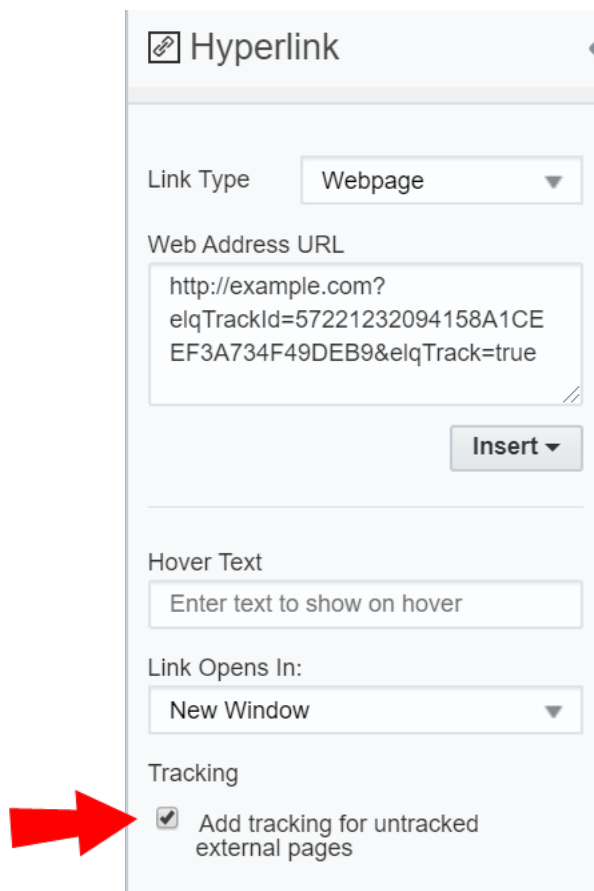 Hyperlink
Link Type
Webpage
Web Address URL
http://example.com?
elqTrackId=57221232094158A1CE
EF3A734F49DEB9&elqTrack=true
Insert
Hover Text
Enter text to show on hover
Link Opens In:
New Window
Tracking
Add tracking for untracked
external pages